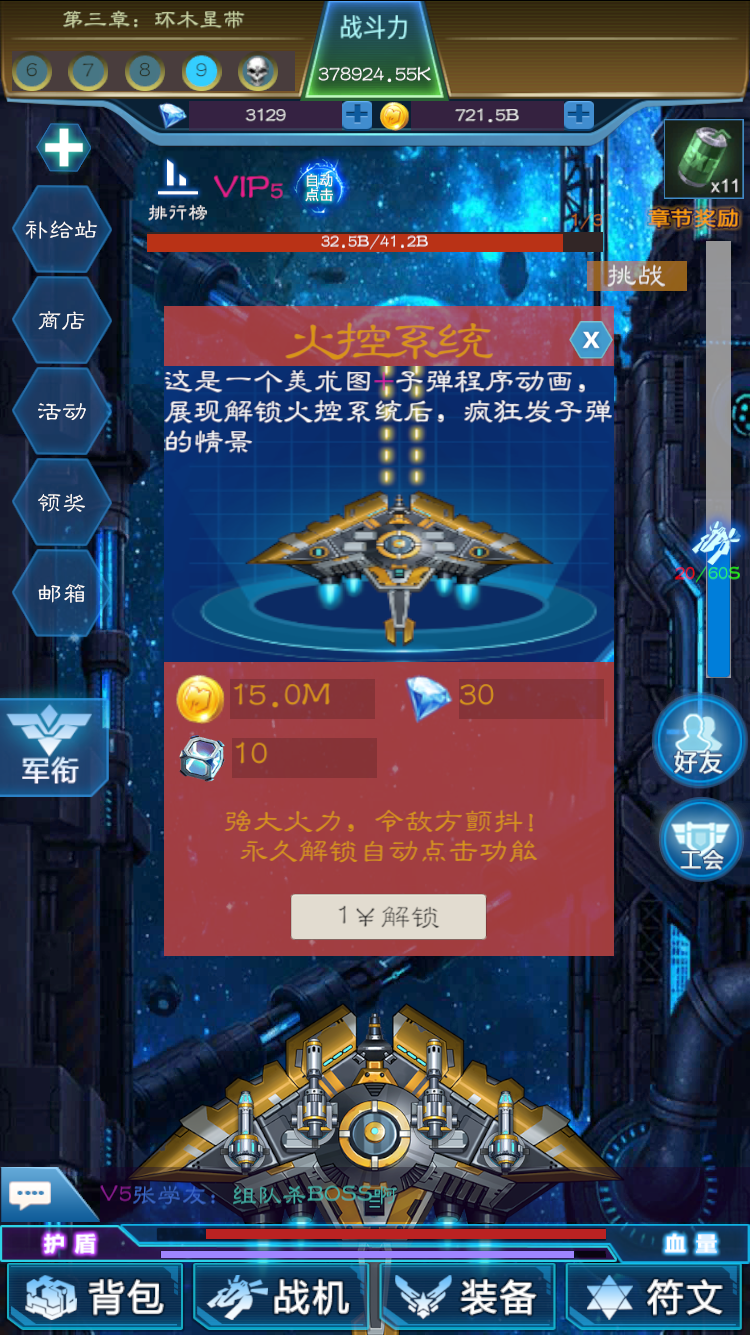 第三章：环木星带
战斗力
6 7 8 9
378924.55K
3129
721.5B
排行榜
VIP5
自动
点击
x11
章节奖励
1/3
32.5B/41.2B
挑战
补给站
商店
活动
领奖
邮箱
军衔
火控系统
X
这是一个美术图+子弹程序动画，
展现解锁火控系统后，疯狂发子弹
的情景
20/60S
15.0M
30
10
好友
工会
强大火力，令敌方颤抖！
永久解锁自动点击功能
1￥解锁
V5张学友：组队杀BOSS啊
护盾
血量
背包
战机
装备
符文